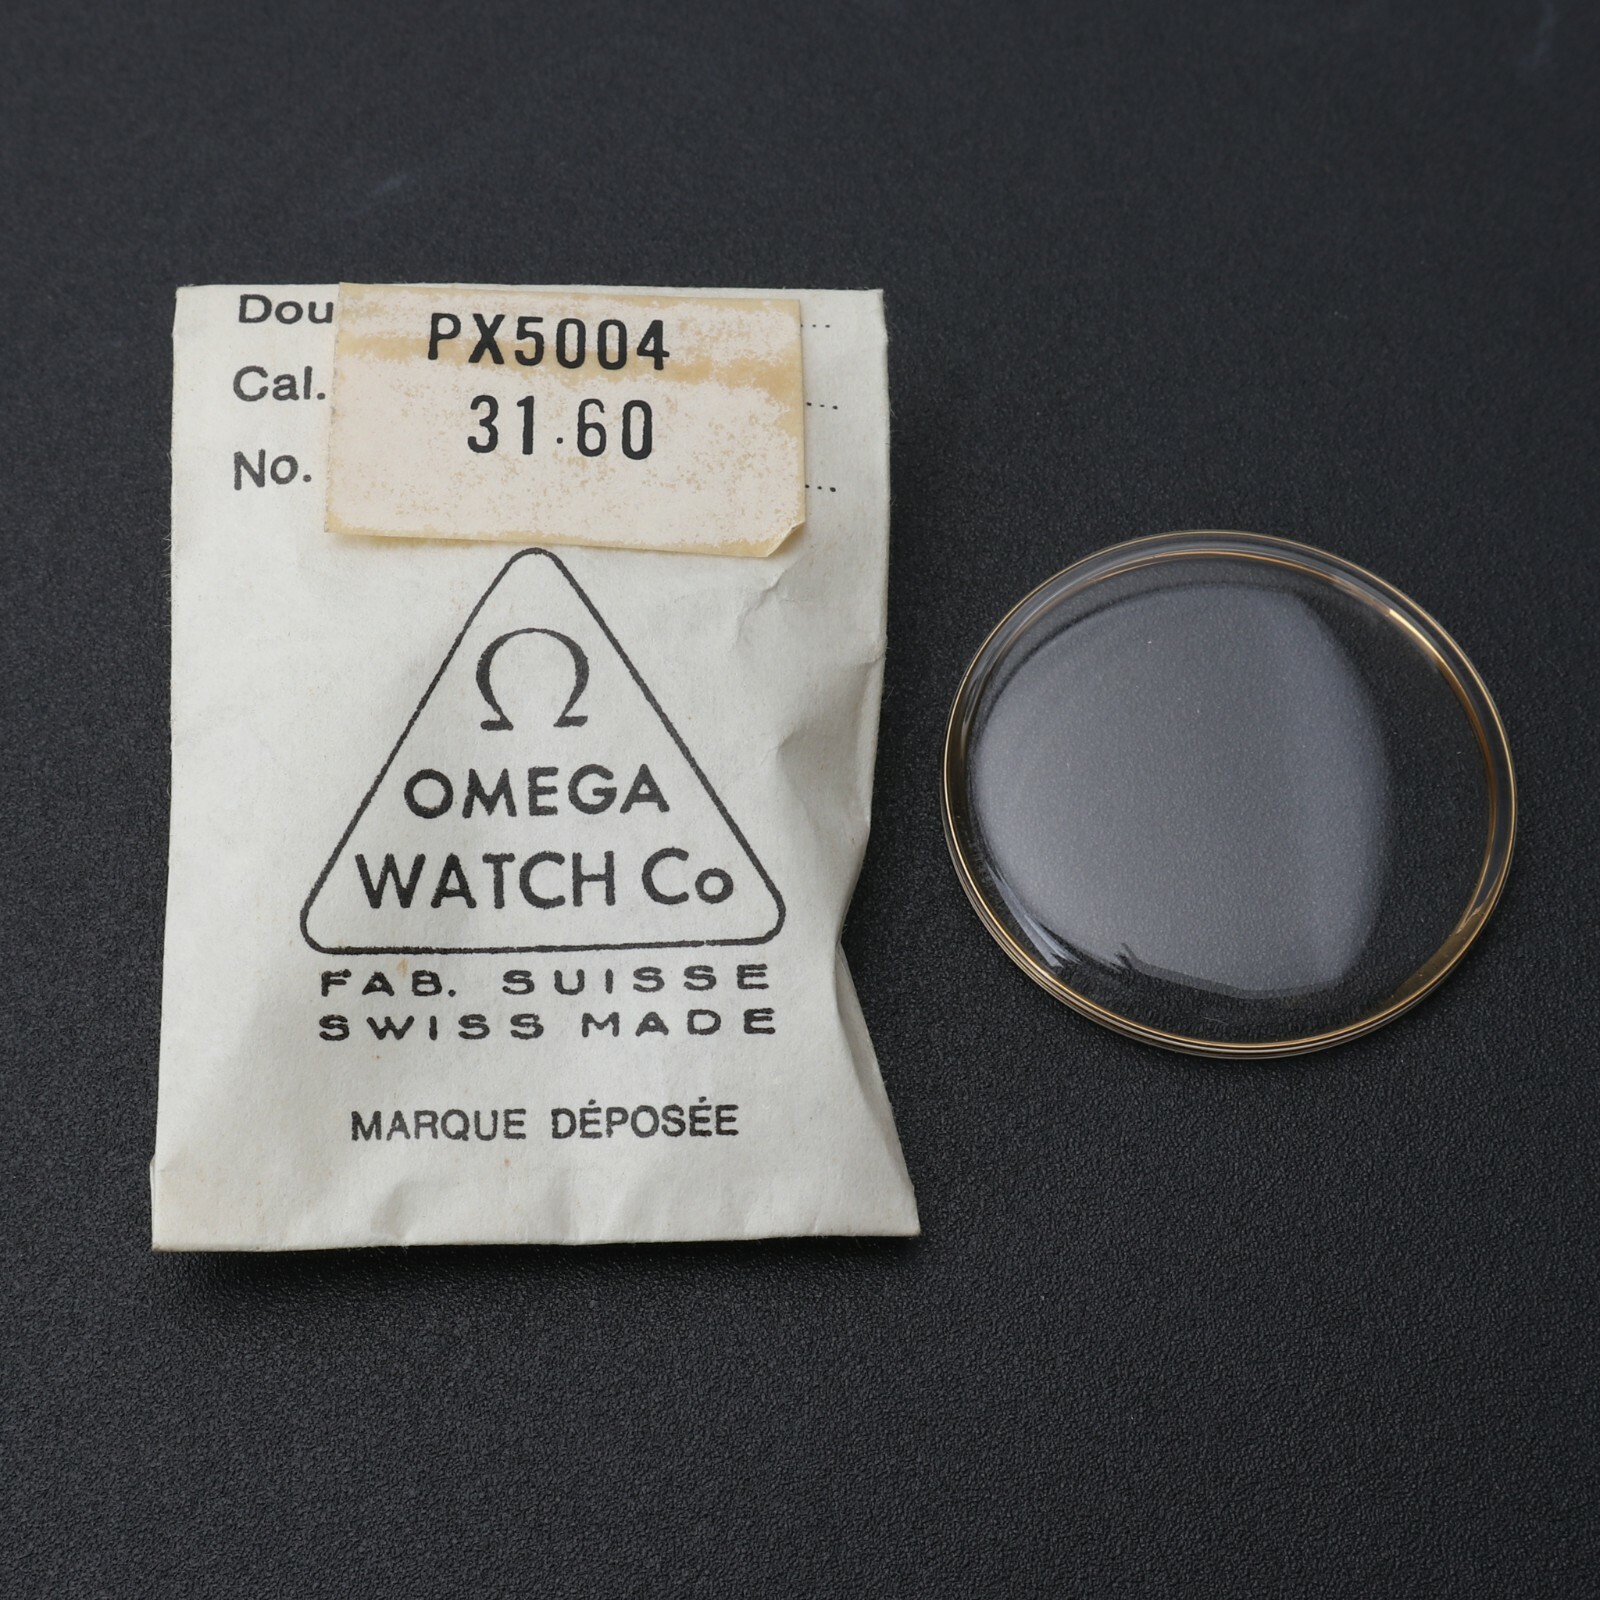 Dou
PX5004
Cal.
31.60
No.
Ω
OMEGA
WATCH Co
FAB. SUISSE
SWISS MADE
MARQUE DÉPOSÉE